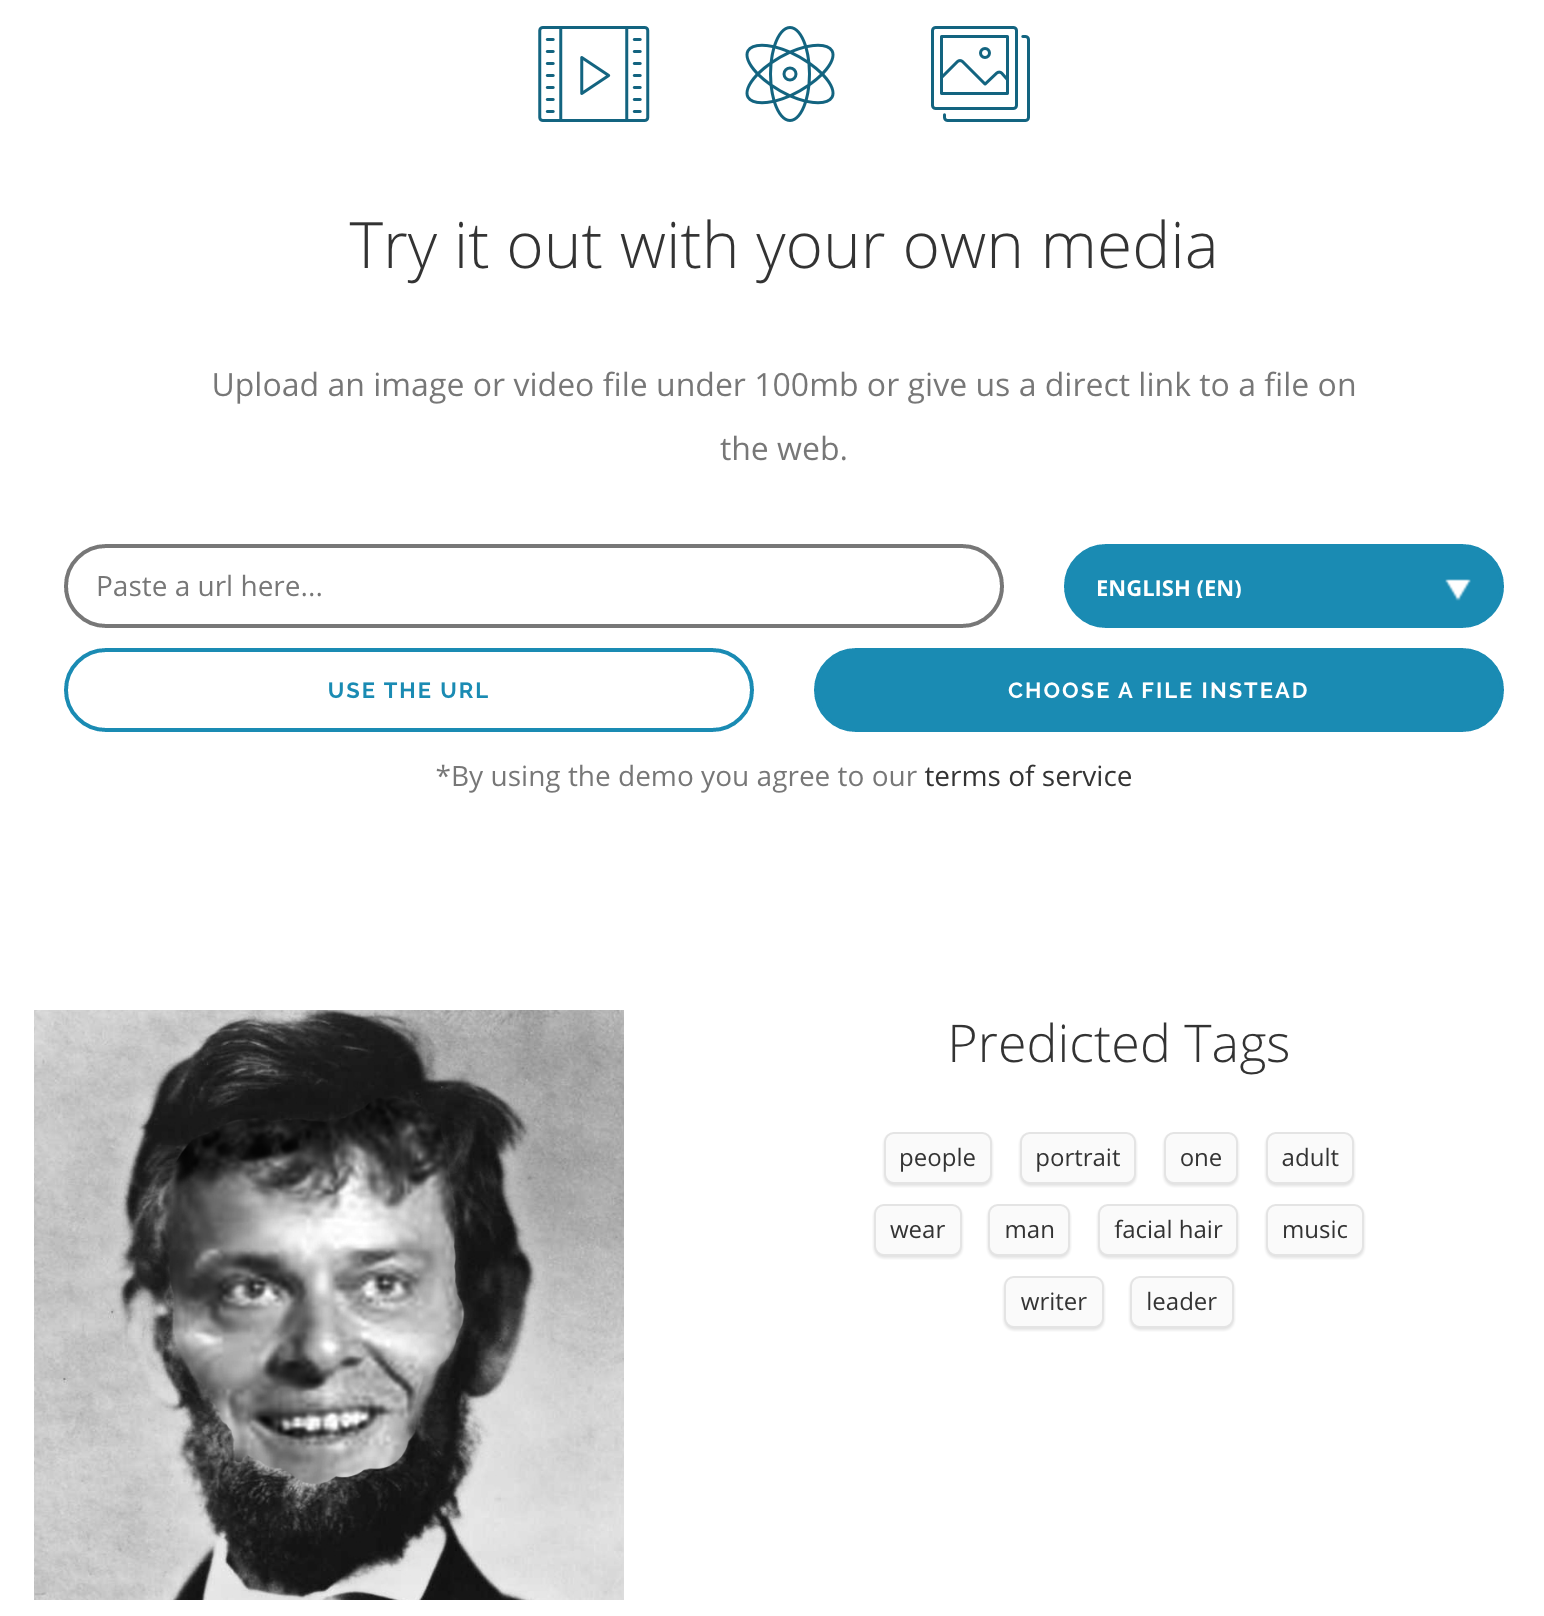 Try it out with your own media
Upload an image or video file under 100mb or give us a direct link to a file on
the web.
Paste a url here...
ENGLISH (EN)
USE THE URL
CHOOSE A FILE INSTEAD
*By using the demo you agree to our terms of service
Predicted Tags
people portrait one adult
wear man facial hair music
writer leader